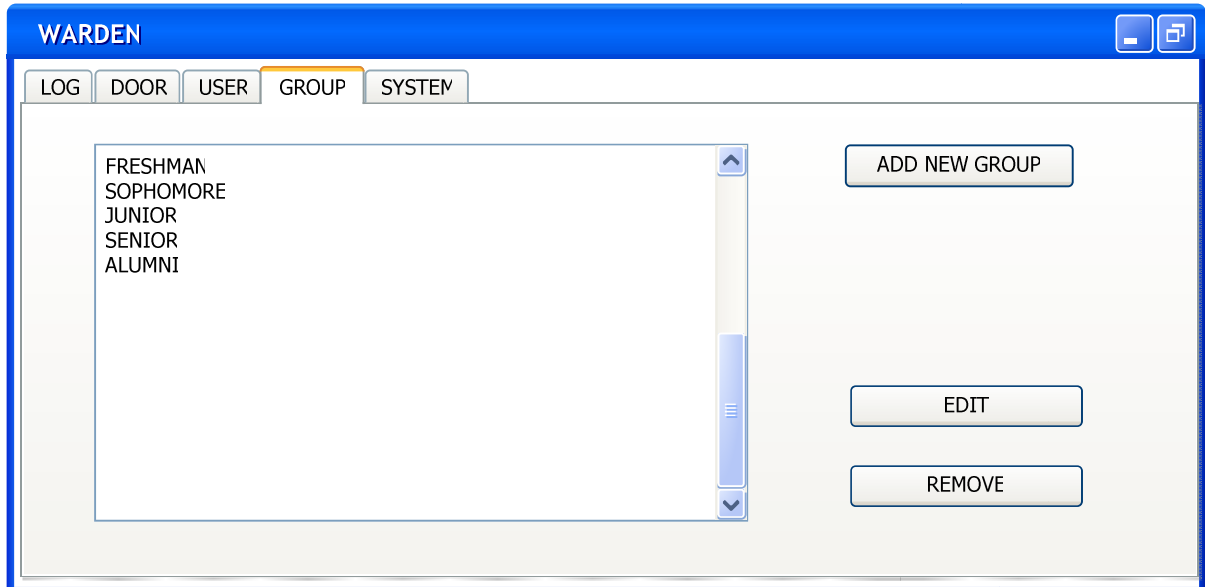 WARDEN
LOG DOOR USER GROUP SYSTEM
FRESHMAN
SOPHOMORE
JUNIOR
SENIOR
ALUMNI
ADD NEW GROUP
EDIT
REMOVE